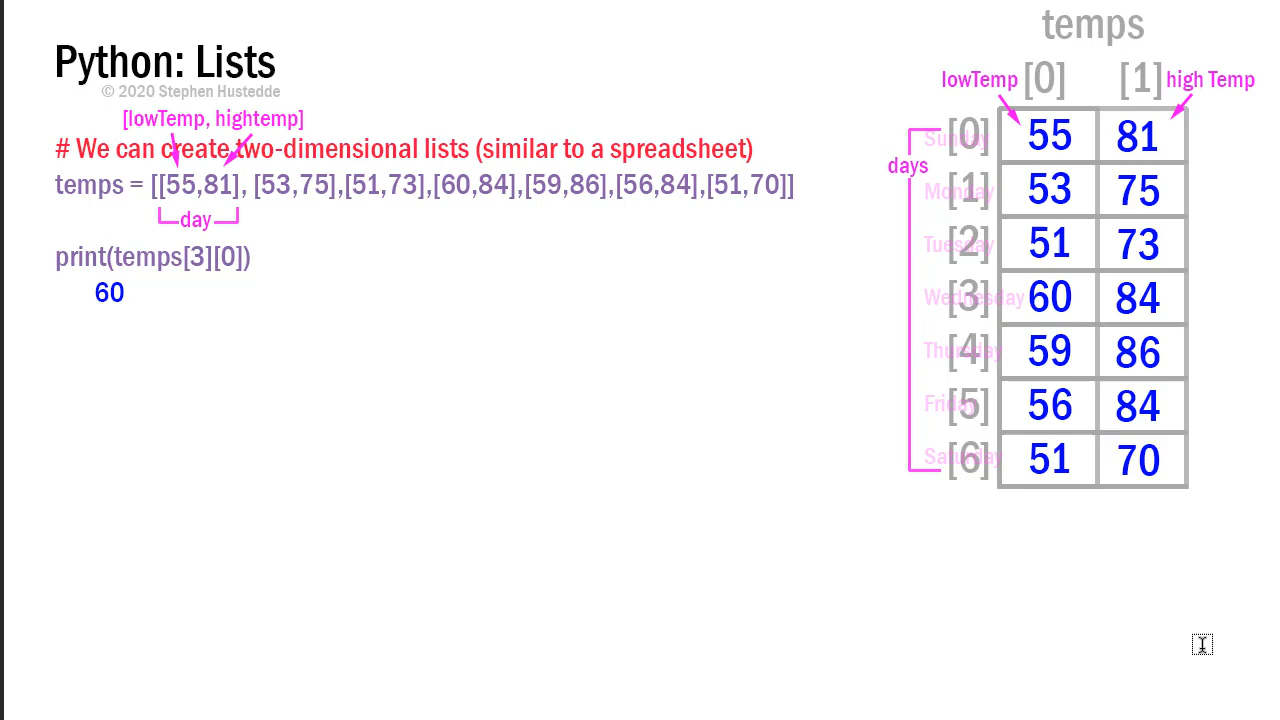 Python: Lists
© 2020 Stephen Hustedde
[lowTemp, hightemp]
# We can create two-dimensional lists (similar to a spreadsheet)
temps = [[55,81], [53,75],[51,73],[60,84],[59,86],[56,84],[51,70]]
day
print(temps[3][0])
60
temps
lowTemp [0] [1] high Temp
days
[0] Sunday 55 81
[1] Monday 53 75
[2] Tuesday 51 73
[3] Wednesday 60 84
[4] Thursday 59 86
[5] Friday 56 84
[6] Saturday 51 70